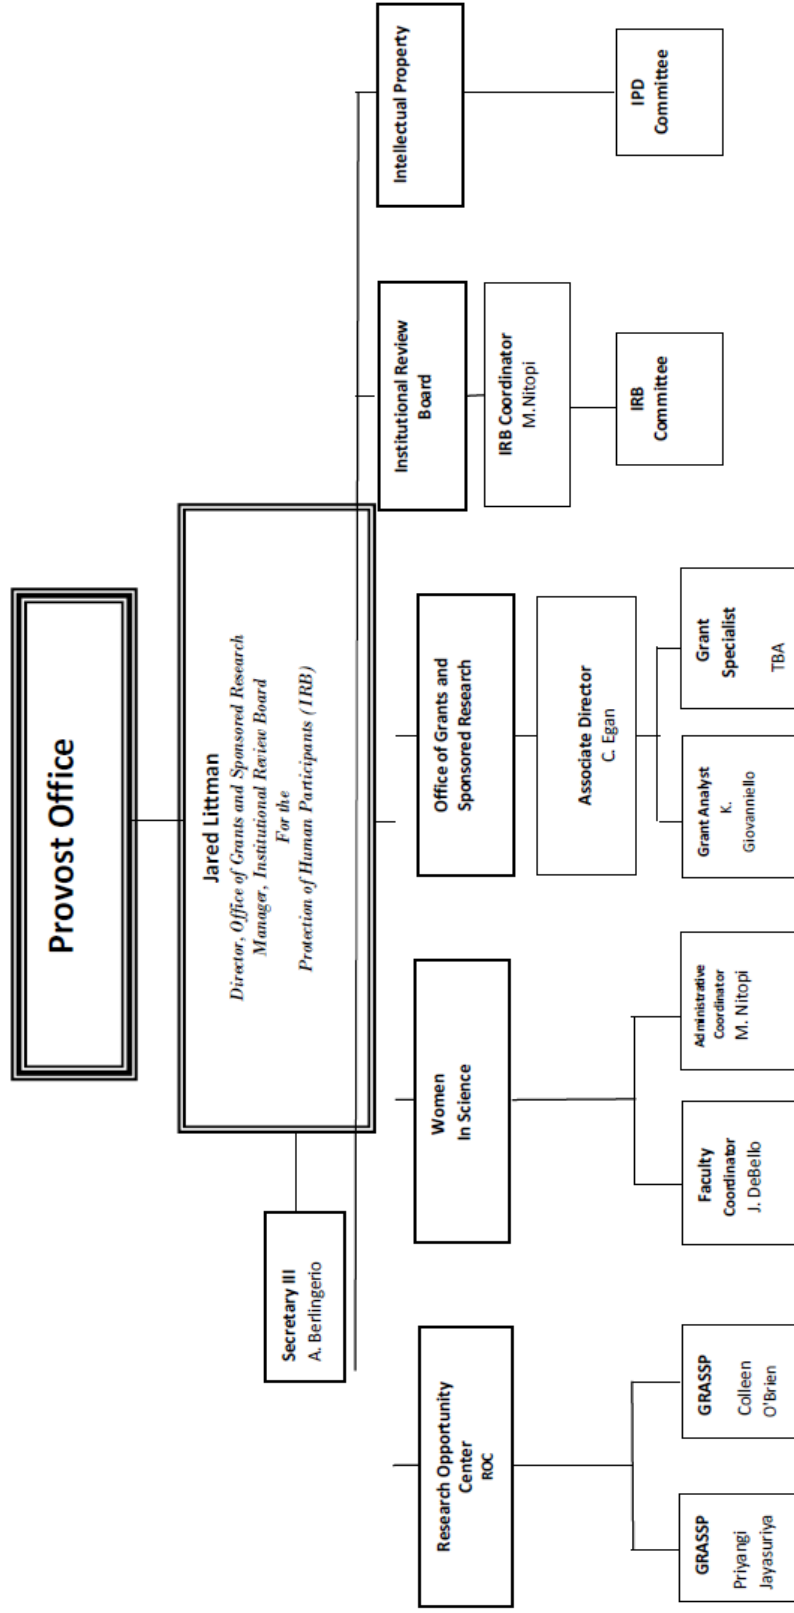 Provost Office
Jared Littman
Director, Office of Grants and Sponsored Research
Manager, Institutional Review Board
For the
Protection of Human Participants (IRB)
Secretary III
A. Berlingerio
Research Opportunity
Center
ROC
GRASSP
Priyangi
Jayasuriya
GRASSP
Colleen
O'Brien
Women
In Science
Faculty
Coordinator
J. DeBello
Administrative
Coordinator
M. Nitopi
Office of Grants and
Sponsored Research
Associate Director
C. Egan
Grant Analyst
K.
Giovanniello
Grant
Specialist
TBA
Institutional Review
Board
IRB Coordinator
M.Nitopi
IRB
Committee
Intellectual Property
IPD
Committee